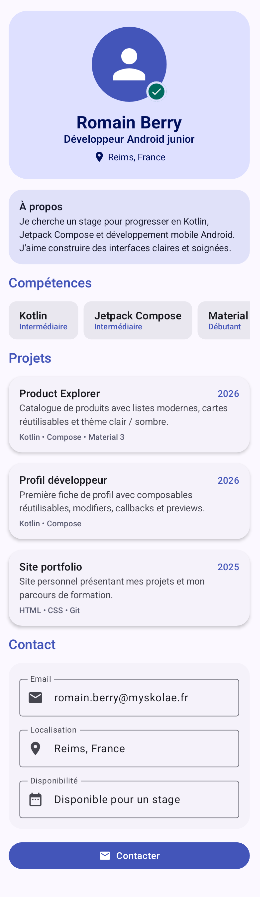 Romain Berry
Développeur Android junior
Reims, France
À propos
Je cherche un stage pour progresser en Kotlin,
Jetpack Compose et développement mobile Android.
J'aime construire des interfaces claires et soignées.
Compétences
Kotlin
Intermédiaire
Jetpack Compose
Intermédiaire
Material
Débutant
Projets
Product Explorer
2026
Catalogue de produits avec listes modernes, cartes
réutilisables et thème clair / sombre.
Kotlin • Compose • Material 3
Profil développeur
2026
Première fiche de profil avec composables
réutilisables, modifiers, callbacks et previews.
Kotlin • Compose
Site portfolio
2025
Site personnel présentant mes projets et mon
parcours de formation.
HTML • CSS • Git
Contact
Email
romain.berry@myskolae.fr
Localisation
Reims, France
Disponibilité
Disponible pour un stage
Contacter